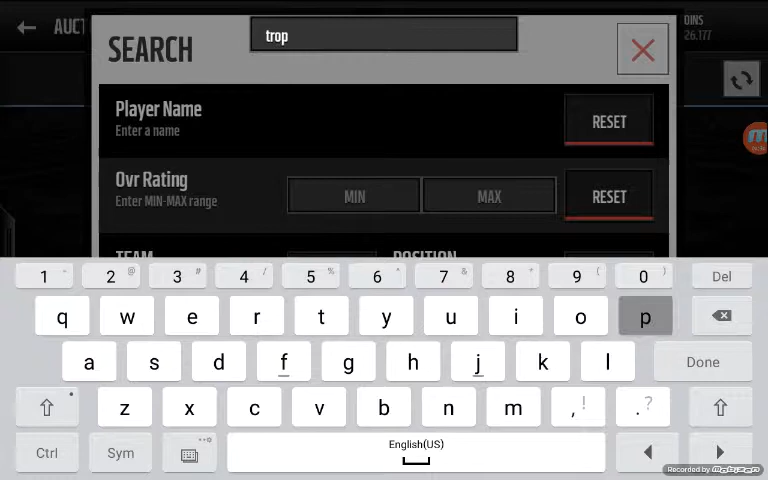 AUCT
SEARCH
trop
OINS
26.177
Player Name
Enter a name
RESET
Ovr Rating
Enter MIN-MAX range
MIN
MAX
RESET
TEAM
POSITION
1 2 @ 3 # 4 / 5 % 6 ^ 7 & 8 * 9 ( 0 ) Del
q w e r t y u i o p
a s d f g h j k l Done
z x c v b n m , ! . ?
Ctrl Sym English(US)
Recorded by Mobizen